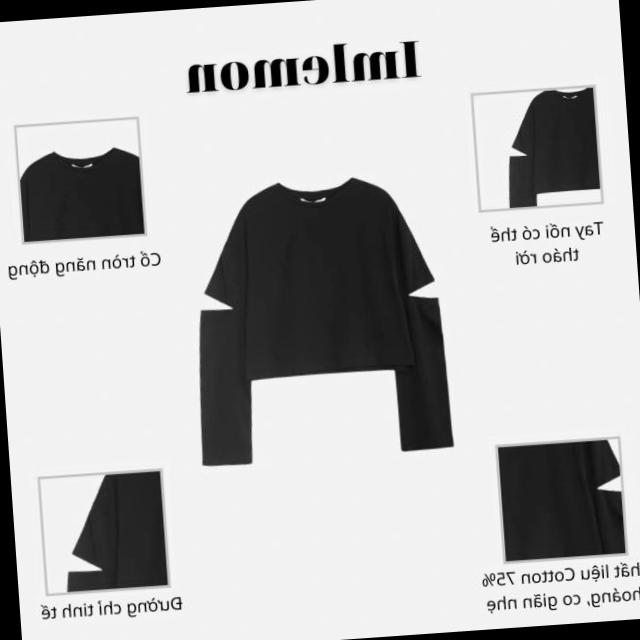 Imlemon
Tay nối có thể
tháo rời
Cổ tròn năng động
hất liệu Cotton 75%
hoáng, co giãn nhẹ
Đường chỉ tinh tế